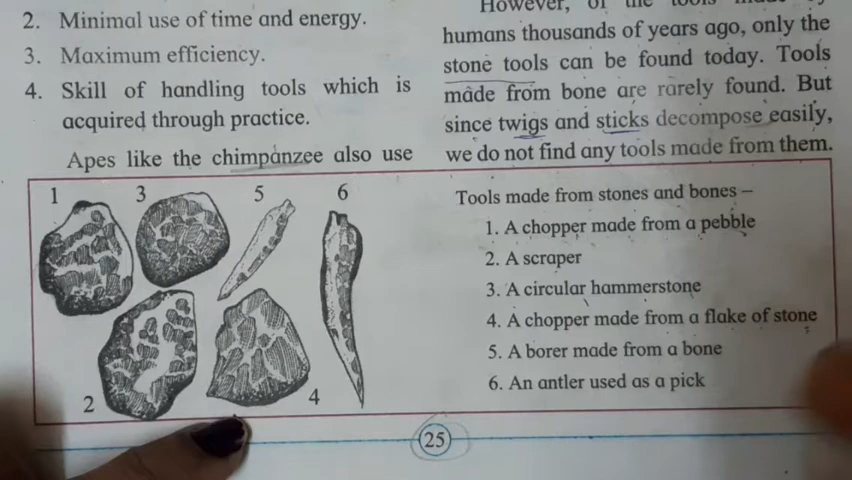 2. Minimal use of time and energy.
3. Maximum efficiency.
4. Skill of handling tools which is
acquired through practice.
Apes like the chimpanzee also use
However, of the tools
humans thousands of years ago, only the
stone tools can be found today. Tools
made from bone are rarely found. But
since twigs and sticks decompose easily,
we do not find any tools made from them.
1 3 5 6
2 4
Tools made from stones and bones –
1. A chopper made from a pebble
2. A scraper
3. A circular hammerstone
4. A chopper made from a flake of stone
5. A borer made from a bone
6. An antler used as a pick
25